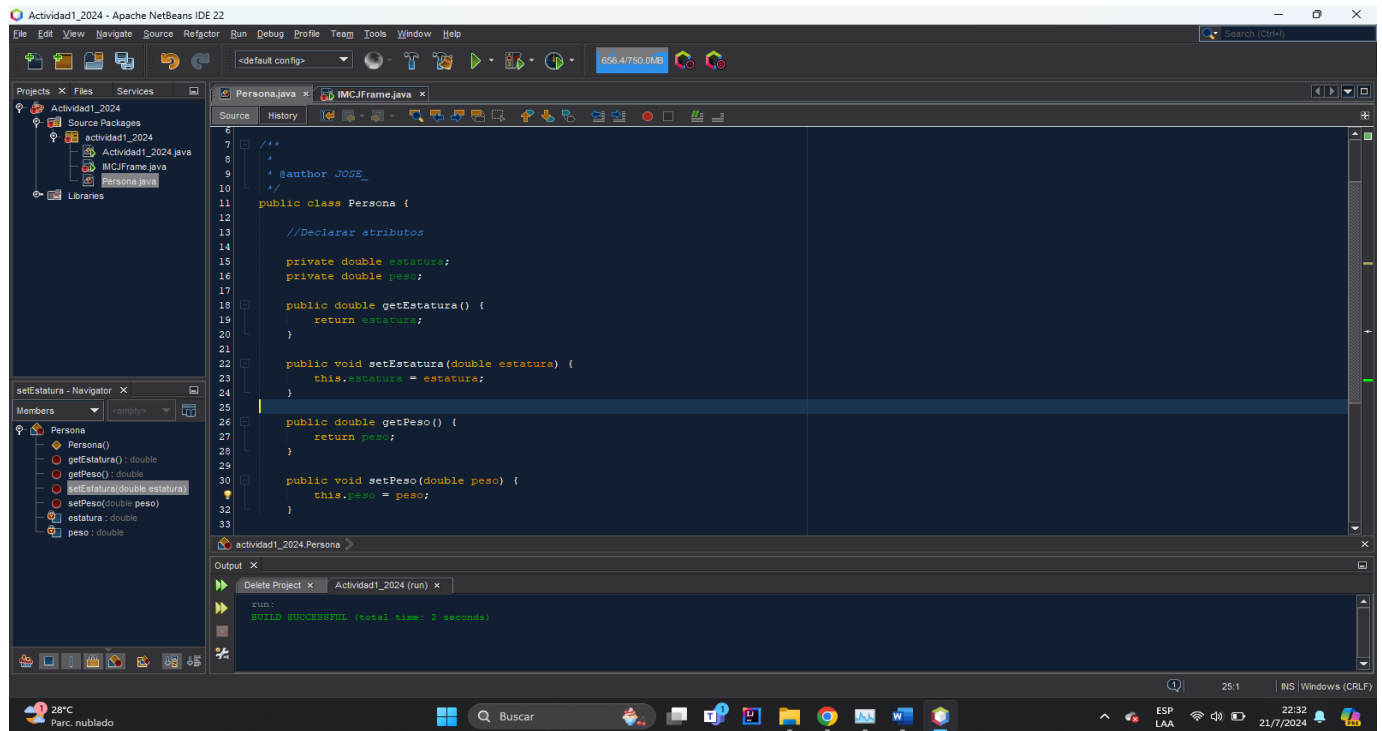 Actividad1_2024 - Apache NetBeans IDE 22
File Edit View Navigate Source Refactor Run Debug Profile Team Tools Window Help
Search (Ctrl+I)
<default config>
656.4/750.0MB
Projects Files Services
Actividad1_2024
Source Packages
actividad1_2024
Actividad1_2024.java
IMCJFrame.java
Persona.java
Libraries
Persona.java IMCJFrame.java
Source History
6
7 /**
8 *
9 * @author JOSE_
10 */
11 public class Persona {
12
13 //Declarar atributos
14
15 private double estatura;
16 private double peso;
17
18 public double getEstatura() {
19 return estatura;
20 }
21
22 public void setEstatura(double estatura) {
23 this.estatura = estatura;
24 }
25
26 public double getPeso() {
27 return peso;
28 }
29
30 public void setPeso(double peso) {
this.peso = peso;
32 }
33
setEstatura - Navigator
Members <empty>
Persona
Persona()
getEstatura() : double
getPeso() : double
setEstatura(double estatura)
setPeso(double peso)
estatura : double
peso : double
actividad1_2024.Persona
Output
Delete Project Actividad1_2024 (run)
run:
BUILD SUCCESSFUL (total time: 2 seconds)
1 25:1 INS Windows (CRLF)
1
28°C
Parc. nublado
Buscar
ESP
LAA
22:32
21/7/2024
PRE